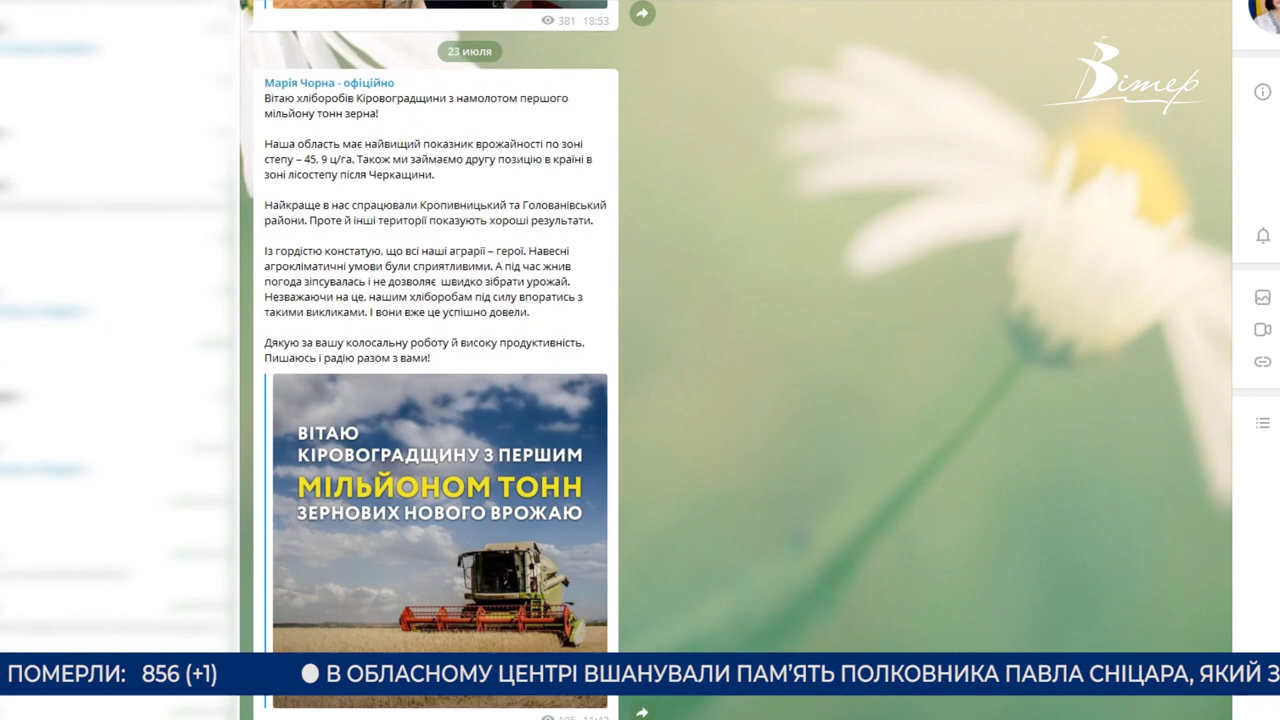 381 18:53
23 июля
Вітер
Марія Чорна - офіційно
Вітаю хліборобів Кіровоградщини з намолотом першого
мільйону тонн зерна!
Наша область має найвищий показник врожайності по зоні
степу – 45, 9 ц/га. Також ми займаємо другу позицію в країні в
зоні лісостепу після Черкащини.
Найкраще в нас спрацювали Кропивницький та Голованівський
райони. Проте й інші території показують хороші результати.
Із гордістю констатую, що всі наші аграрії – герої. Навесні
агрокліматичні умови були сприятливими. А під час жнив
погода зіпсувалась і не дозволяє швидко зібрати урожай.
Незважаючи на це, нашим хліборобам під силу впоратись з
такими викликами. І вони вже це успішно довели.
Дякую за вашу колосальну роботу й високу продуктивність.
Пишаюсь і радію разом з вами!
ВІТАЮ
КІРОВОГРАДЩИНУ З ПЕРШИМ
МІЛЬЙОНОМ ТОНН
ЗЕРНОВИХ НОВОГО ВРОЖАЮ
ПОМЕРЛИ: 856 (+1)
В ОБЛАСНОМУ ЦЕНТРІ ВШАНУВАЛИ ПАМ’ЯТЬ ПОЛКОВНИКА ПАВЛА СНІЦАРА, ЯКИЙ З